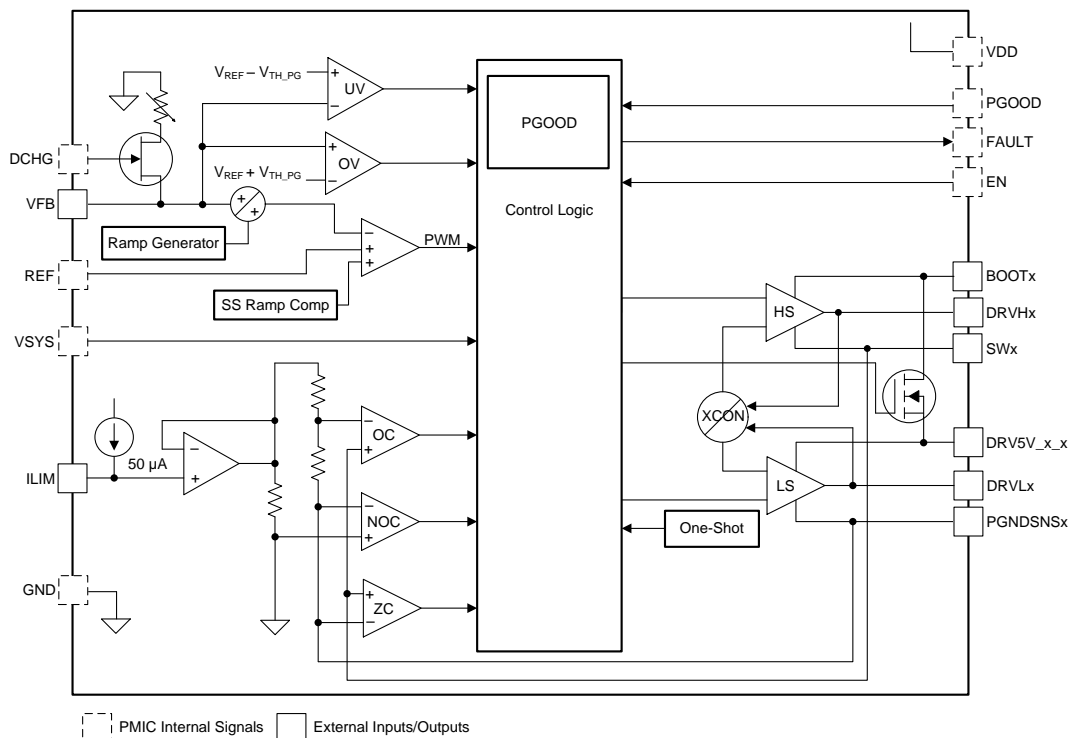 VDD
V_REF – V_TH_PG
+
UV
–
PGOOD
PGOOD
FAULT
DCHG
+
OV
–
V_REF + V_TH_PG
EN
VFB
+
+
Control Logic
Ramp Generator
–
+
+
PWM
REF
SS Ramp Comp
BOOTx
HS
DRVHx
VSYS
SWx
XCON
–
OC
+
50 µA
–
+
DRV5V_x_x
ILIM
LS
DRVLx
–
NOC
+
One-Shot
PGNDSNSx
GND
+
ZC
–
PMIC Internal Signals
External Inputs/Outputs